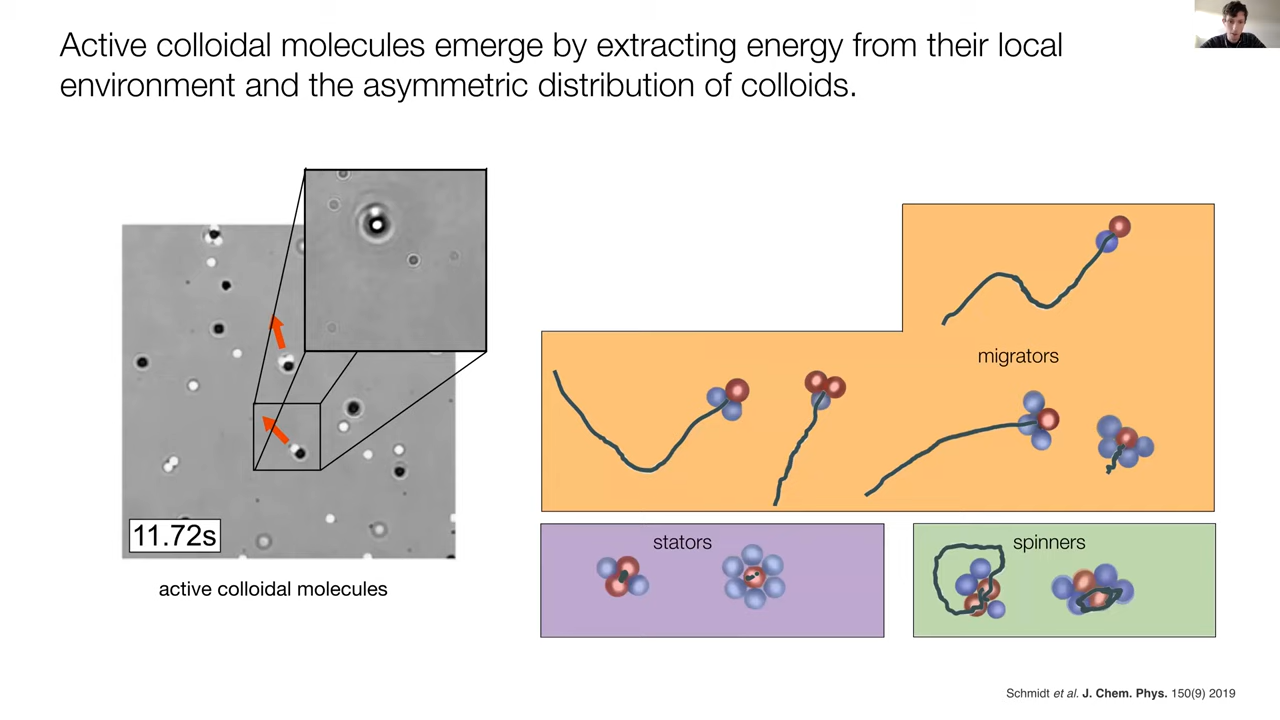 Active colloidal molecules emerge by extracting energy from their local
environment and the asymmetric distribution of colloids.
migrators
11.72s
stators
spinners
active colloidal molecules
Schmidt et al. J. Chem. Phys. 150(9) 2019